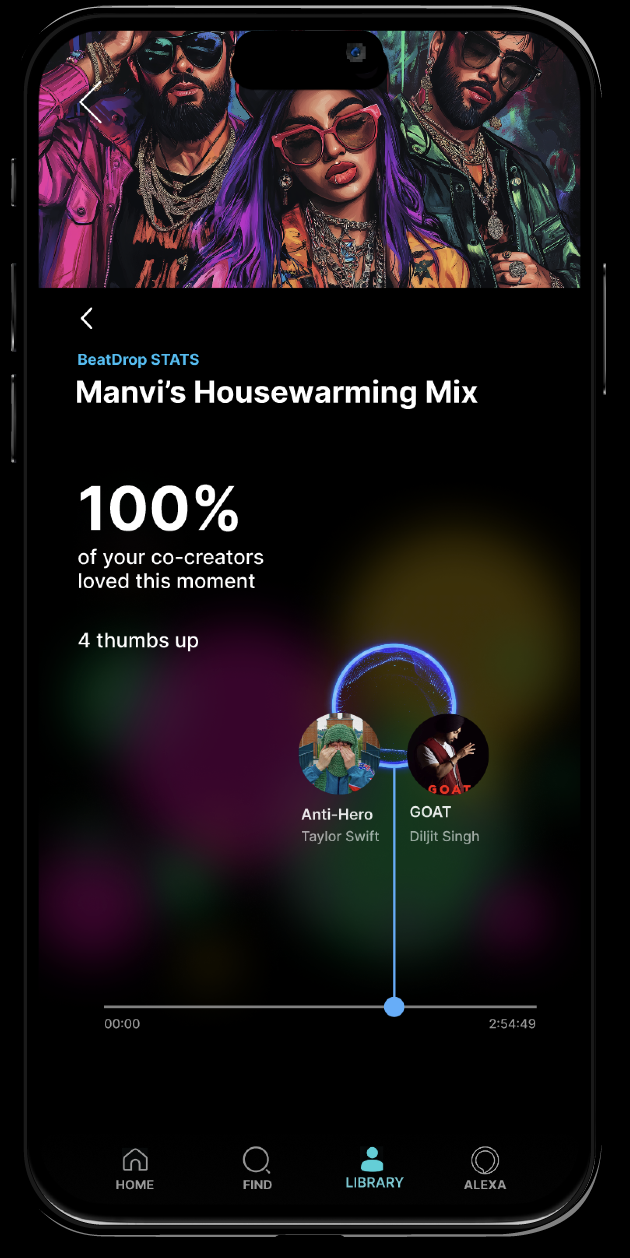 BeatDrop STATS
Manvi’s Housewarming Mix
100%
of your co-creators
loved this moment
4 thumbs up
GOAT
Anti-Hero
Taylor Swift
GOAT
Diljit Singh
00:00
2:54:49
HOME
FIND
LIBRARY
ALEXA